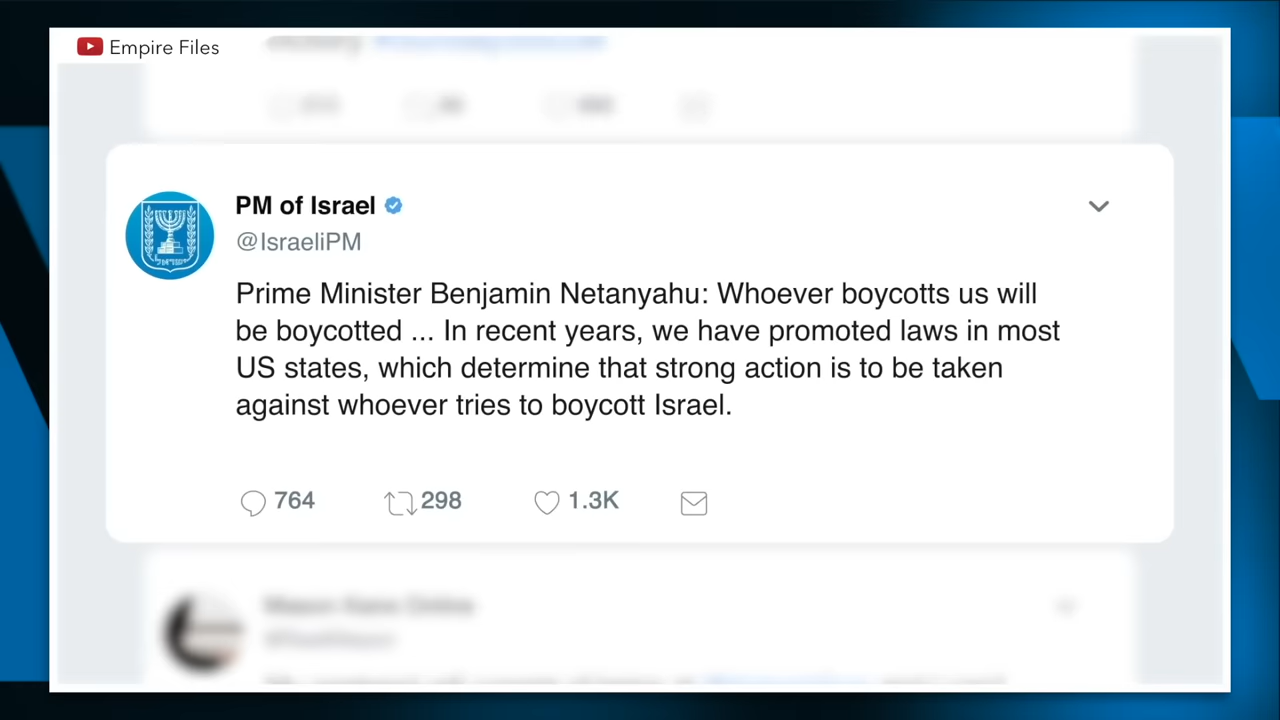 Empire Files
PM of Israel
@IsraeliPM
Prime Minister Benjamin Netanyahu: Whoever boycotts us will
be boycotted ... In recent years, we have promoted laws in most
US states, which determine that strong action is to be taken
against whoever tries to boycott Israel.
764 298 1.3K